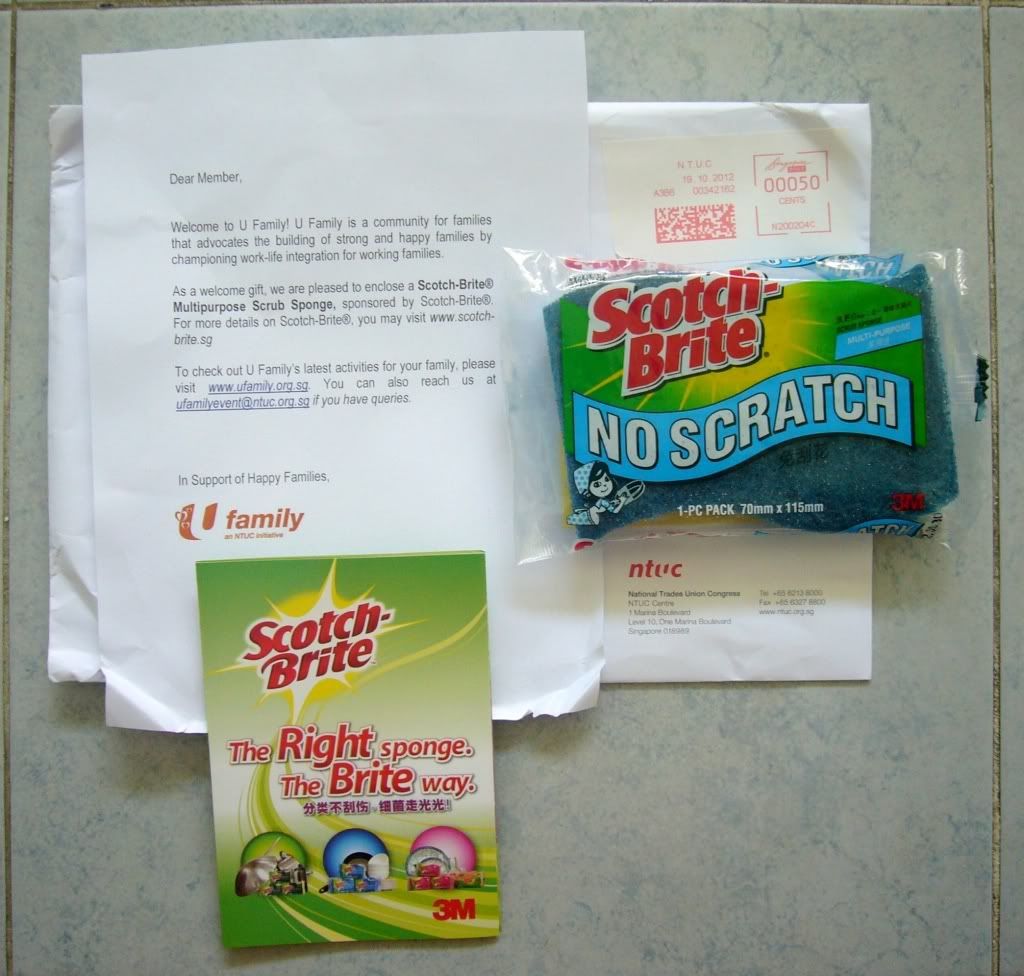 Dear Member,
Welcome to U Family! U Family is a community for families
that advocates the building of strong and happy families by
championing work-life integration for working families.
As a welcome gift, we are pleased to enclose a Scotch-Brite®
Multipurpose Scrub Sponge, sponsored by Scotch-Brite®.
For more details on Scotch-Brite®, you may visit www.scotch-
brite.sg
To check out U Family's latest activities for your family, please
visit www.ufamily.org.sg. You can also reach us at
ufamilyevent@ntuc.org.sg if you have queries.
In Support of Happy Families,
U family
an NTUC initiative
N.T.U.C
19. 10. 2012
A3B6 00342162
Singapore
00050
CENTS
N200204C
Scotch-
Brite®
SCRUB SPONGE
MULTI-PURPOSE
NO SCRATCH
免刮花
1-PC PACK 70mm x 115mm
3M
ntuc
National Trades Union Congress
NTUC Centre
1 Marina Boulevard
Level 10, One Marina Boulevard
Singapore 018989
Tel +65 6213 8000
Fax +65 6327 8800
www.ntuc.org.sg
Scotch-
Brite™
The Right sponge.
The Brite way.
分类不刮伤，细菌走光光!
3M